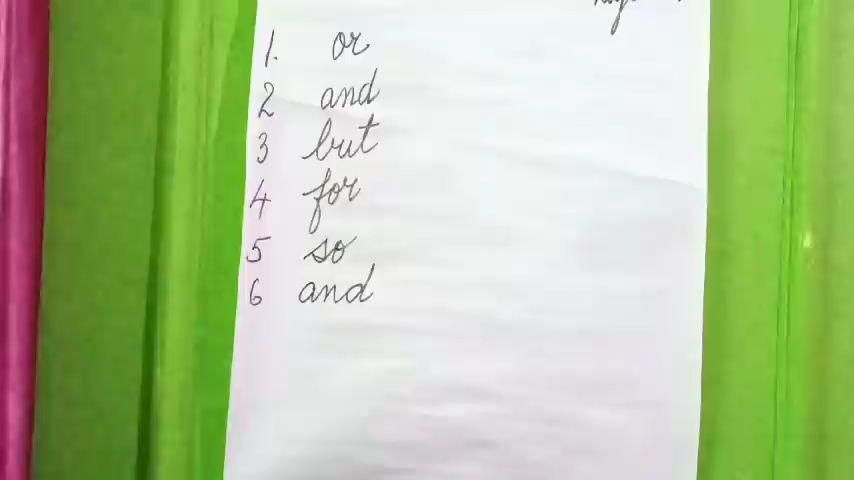 1. or
2 and
3 but
4 for
5 so
6 and